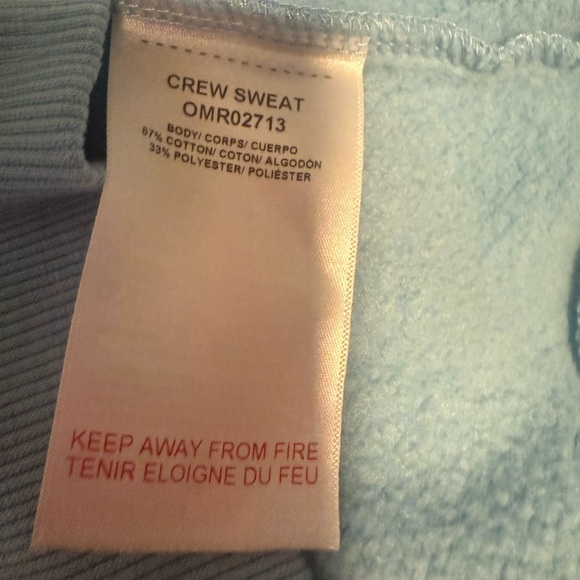 CREW SWEAT
OMR02713
BODY/ CORPS/ CUERPO
67% COTTON/ COTON/ ALGODÓN
33% POLYESTER/ POLIÉSTER
KEEP AWAY FROM FIRE
TENIR ELOIGNE DU FEU